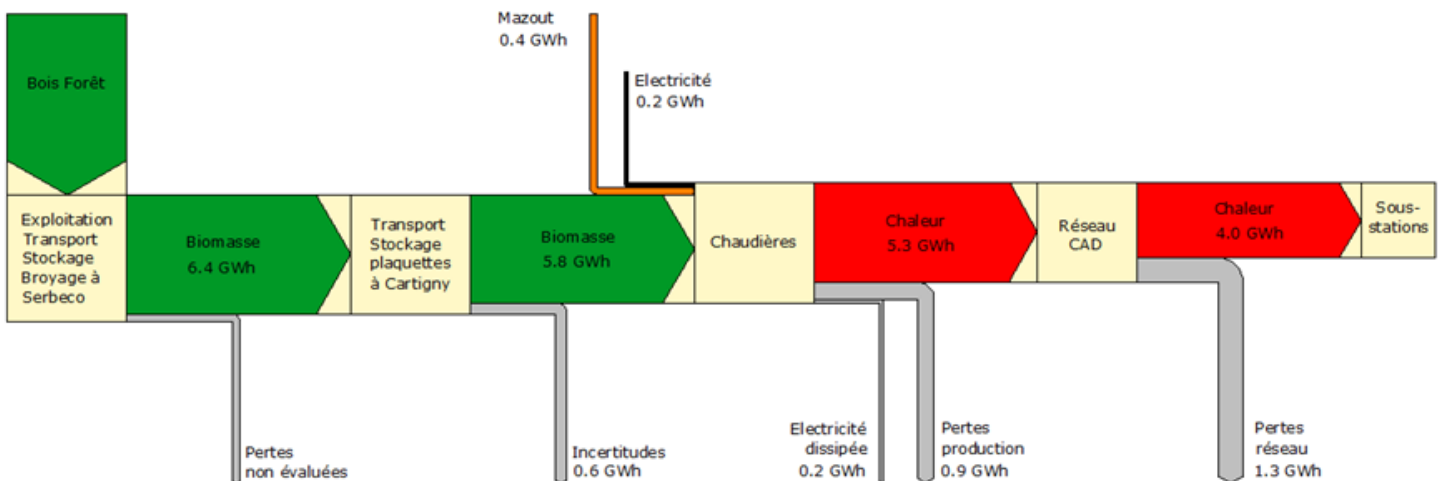 Mazout
0.4 GWh
Electricité
0.2 GWh
Bois Forêt
Exploitation
Transport
Stockage
Broyage à
Serbeco
Biomasse
6.4 GWh
Transport
Stockage
plaquettes
à Cartigny
Biomasse
5.8 GWh
Chaudières
Chaleur
5.3 GWh
Réseau
CAD
Chaleur
4.0 GWh
Sous-
stations
Pertes
non évaluées
Incertitudes
0.6 GWh
Electricité
dissipée
0.2 GWh
Pertes
production
0.9 GWh
Pertes
réseau
1.3 GWh